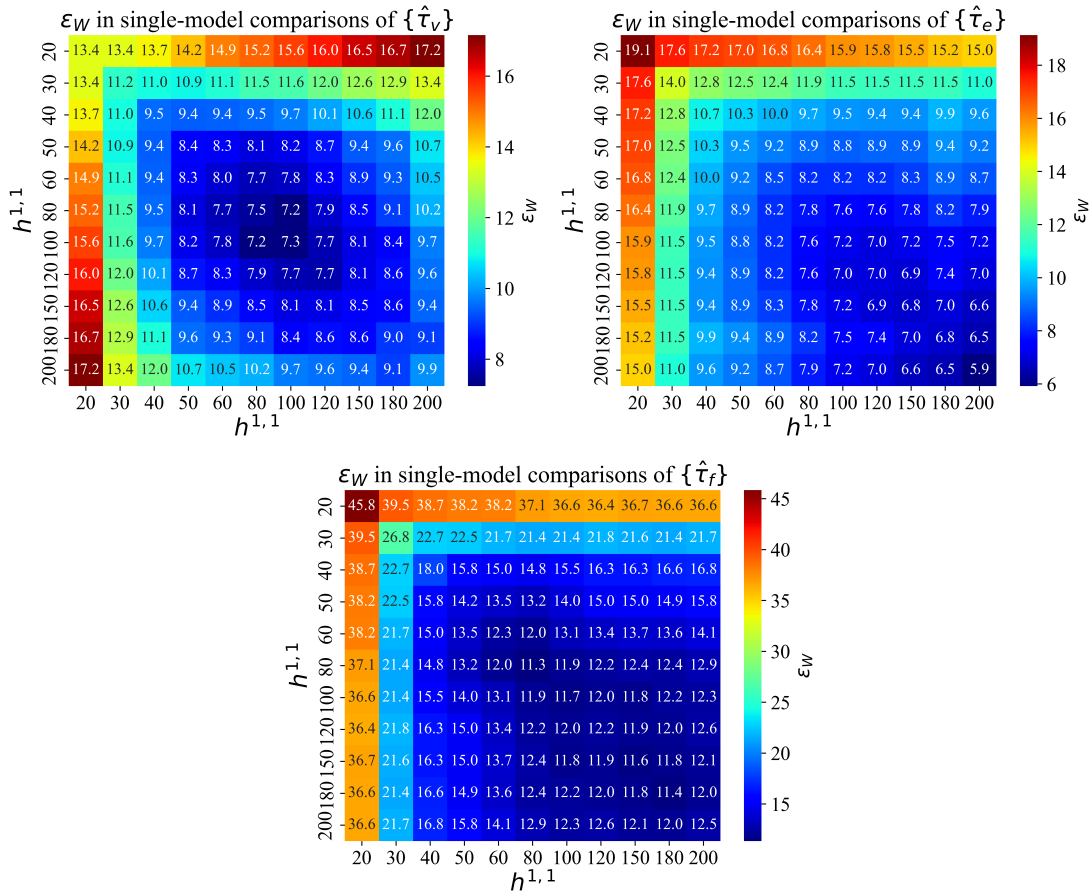 ε_W in single-model comparisons of {τ̂_v}
20 13.4 13.4 13.7 14.2 14.9 15.2 15.6 16.0 16.5 16.7 17.2
30 13.4 11.2 11.0 10.9 11.1 11.5 11.6 12.0 12.6 12.9 13.4
40 13.7 11.0 9.5 9.4 9.4 9.5 9.7 10.1 10.6 11.1 12.0
50 14.2 10.9 9.4 8.4 8.3 8.1 8.2 8.7 9.4 9.6 10.7
60 14.9 11.1 9.4 8.3 8.0 7.7 7.8 8.3 8.9 9.3 10.5
80 15.2 11.5 9.5 8.1 7.7 7.5 7.2 7.9 8.5 9.1 10.2
100 15.6 11.6 9.7 8.2 7.8 7.2 7.3 7.7 8.1 8.4 9.7
120 16.0 12.0 10.1 8.7 8.3 7.9 7.7 7.7 8.1 8.6 9.6
150 16.5 12.6 10.6 9.4 8.9 8.5 8.1 8.1 8.5 8.6 9.4
180 16.7 12.9 11.1 9.6 9.3 9.1 8.4 8.6 8.6 9.0 9.1
200 17.2 13.4 12.0 10.7 10.5 10.2 9.7 9.6 9.4 9.1 9.9
20 30 40 50 60 80 100 120 150 180 200
h^{1,1}
h^{1,1}
16
14
12
10
8
ε_W
ε_W in single-model comparisons of {τ̂_e}
20 19.1 17.6 17.2 17.0 16.8 16.4 15.9 15.8 15.5 15.2 15.0
30 17.6 14.0 12.8 12.5 12.4 11.9 11.5 11.5 11.5 11.5 11.0
40 17.2 12.8 10.7 10.3 10.0 9.7 9.5 9.4 9.4 9.9 9.6
50 17.0 12.5 10.3 9.5 9.2 8.9 8.8 8.9 8.9 9.4 9.2
60 16.8 12.4 10.0 9.2 8.5 8.2 8.2 8.2 8.3 8.9 8.7
80 16.4 11.9 9.7 8.9 8.2 7.8 7.6 7.6 7.8 8.2 7.9
100 15.9 11.5 9.5 8.8 8.2 7.6 7.2 7.0 7.2 7.5 7.2
120 15.8 11.5 9.4 8.9 8.2 7.6 7.0 7.0 6.9 7.4 7.0
150 15.5 11.5 9.4 8.9 8.3 7.8 7.2 6.9 6.8 7.0 6.6
180 15.2 11.5 9.9 9.4 8.9 8.2 7.5 7.4 7.0 6.8 6.5
200 15.0 11.0 9.6 9.2 8.7 7.9 7.2 7.0 6.6 6.5 5.9
20 30 40 50 60 80 100 120 150 180 200
h^{1,1}
h^{1,1}
18
16
14
12
10
8
6
ε_W
ε_W in single-model comparisons of {τ̂_f}
20 45.8 39.5 38.7 38.2 38.2 37.1 36.6 36.4 36.7 36.6 36.6
30 39.5 26.8 22.7 22.5 21.7 21.4 21.4 21.8 21.6 21.4 21.7
40 38.7 22.7 18.0 15.8 15.0 14.8 15.5 16.3 16.3 16.6 16.8
50 38.2 22.5 15.8 14.2 13.5 13.2 14.0 15.0 15.0 14.9 15.8
60 38.2 21.7 15.0 13.5 12.3 12.0 13.1 13.4 13.7 13.6 14.1
80 37.1 21.4 14.8 13.2 12.0 11.3 11.9 12.2 12.4 12.4 12.9
100 36.6 21.4 15.5 14.0 13.1 11.9 11.7 12.0 11.8 12.2 12.3
120 36.4 21.8 16.3 15.0 13.4 12.2 12.0 12.2 11.9 12.0 12.6
150 36.7 21.6 16.3 15.0 13.7 12.4 11.8 11.9 11.6 11.8 12.1
180 36.6 21.4 16.6 14.9 13.6 12.4 12.2 12.0 11.8 11.4 12.0
200 36.6 21.7 16.8 15.8 14.1 12.9 12.3 12.6 12.1 12.0 12.5
20 30 40 50 60 80 100 120 150 180 200
h^{1,1}
h^{1,1}
45
40
35
30
25
20
15
ε_W